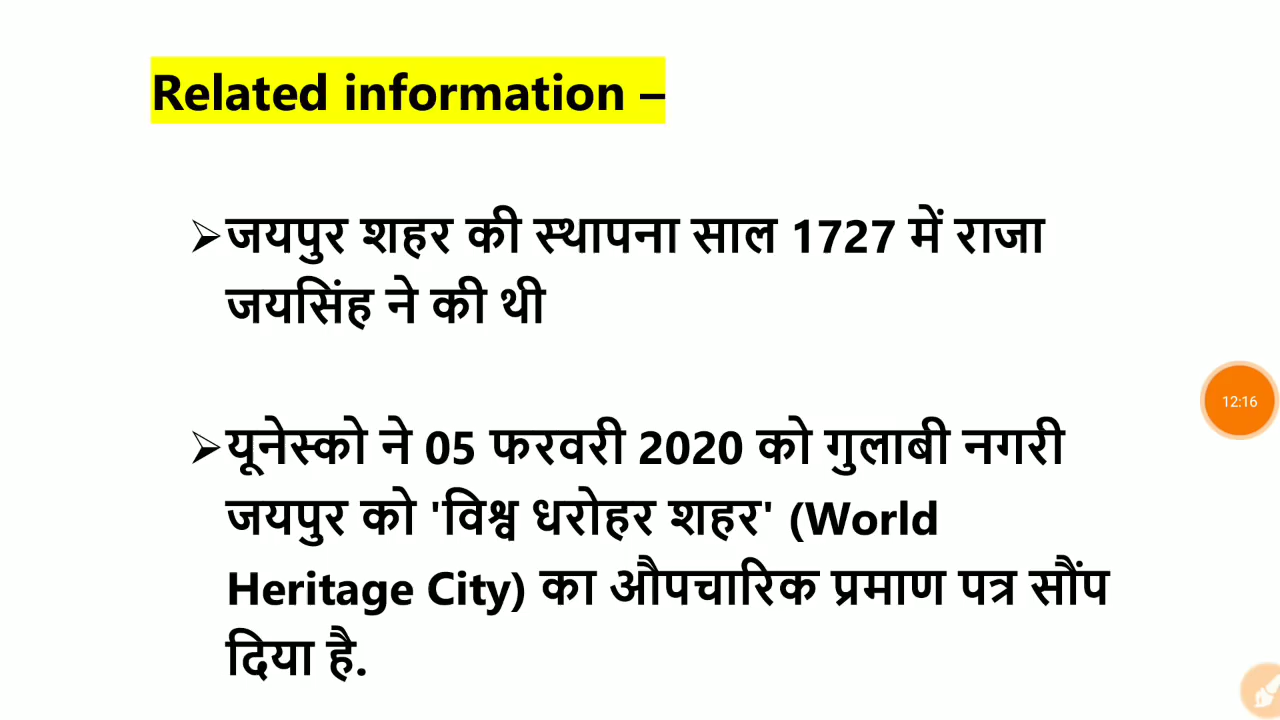 Related information –
➢जयपुर शहर की स्थापना साल 1727 में राजा
जयसिंह ने की थी
➢यूनेस्को ने 05 फरवरी 2020 को गुलाबी नगरी
जयपुर को 'विश्व धरोहर शहर' (World
Heritage City) का औपचारिक प्रमाण पत्र सौंप
दिया है.
12:16